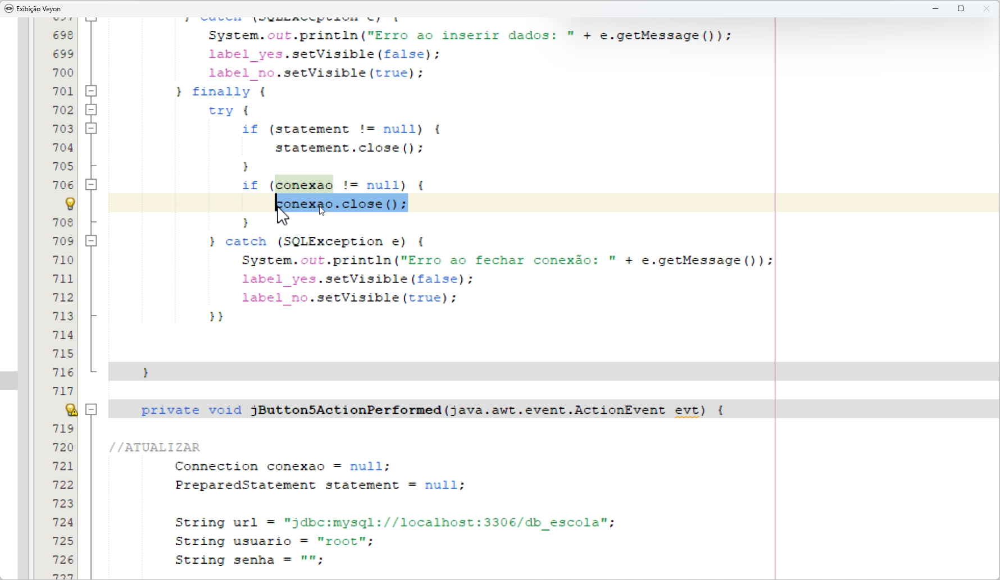 Exibição Veyon
697 } catch (SQLException e) {
698 System.out.println("Erro ao inserir dados: " + e.getMessage());
699 label_yes.setVisible(false);
700 label_no.setVisible(true);
701 } finally {
702 try {
703 if (statement != null) {
704 statement.close();
705 }
706 if (conexao != null) {
conexao.close();
708 }
709 } catch (SQLException e) {
710 System.out.println("Erro ao fechar conexão: " + e.getMessage());
711 label_yes.setVisible(false);
712 label_no.setVisible(true);
713 }}
714
715
716 }
717
private void jButton5ActionPerformed(java.awt.event.ActionEvent evt) {
719
720 //ATUALIZAR
721 Connection conexao = null;
722 PreparedStatement statement = null;
723
724 String url = "jdbc:mysql://localhost:3306/db_escola";
725 String usuario = "root";
726 String senha = "";
727